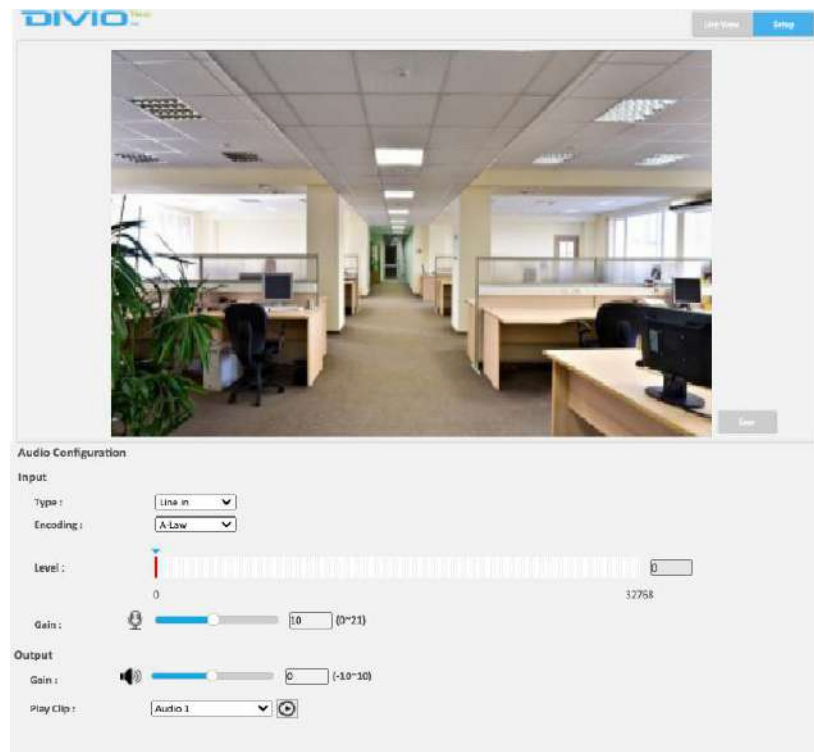 DIVIO
Live View
Setup
Save
Audio Configuration
Input
Type :
Line in
Encoding :
A-Law
Level :
0
0
32768
Gain :
10
(0~21)
Output
Gain :
0
(-10~10)
Play Clip :
Audio 1